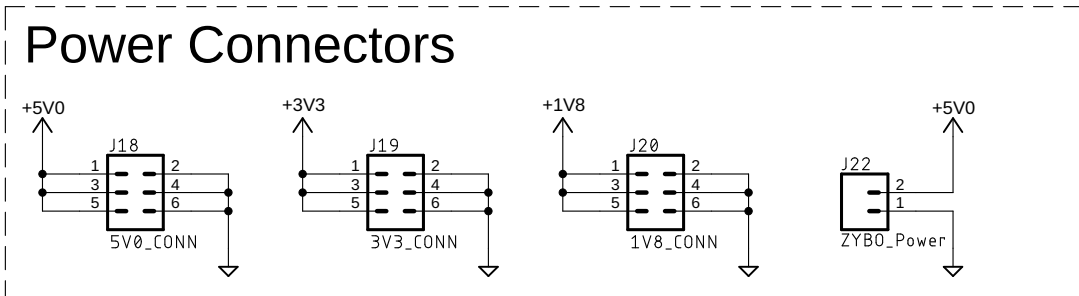 Power Connectors
+5V0
+3V3
+1V8
+5V0
J18
1 2
3 4
5 6
5V0_CONN
J19
1 2
3 4
5 6
3V3_CONN
J20
1 2
3 4
5 6
1V8_CONN
J22
2
1
ZYBO_Power